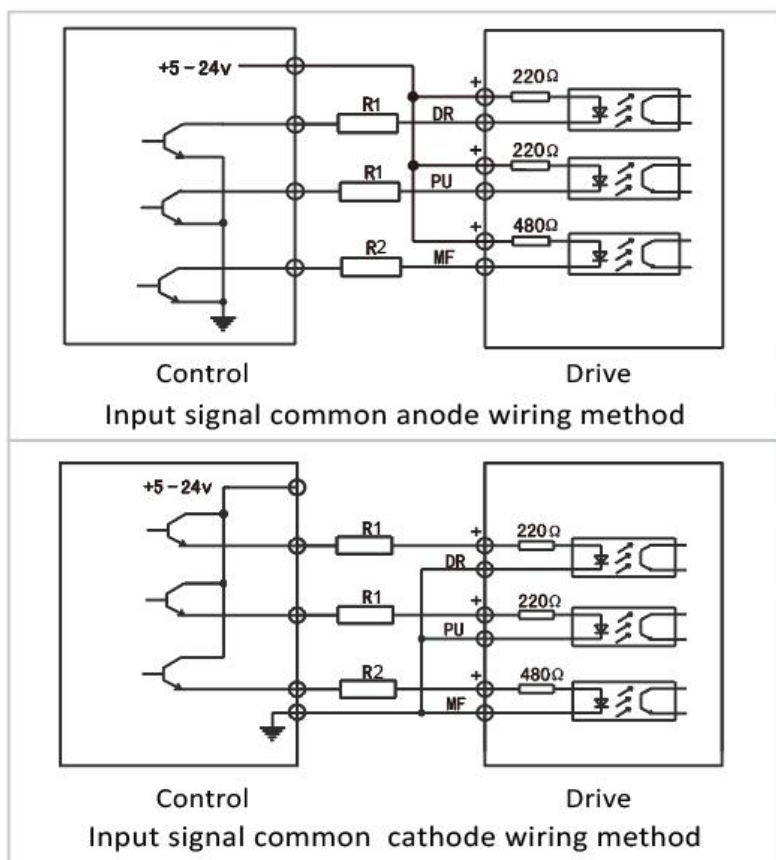 +5-24v
220Ω
+
R1
DR
220Ω
+
R1
PU
480Ω
+
R2
MF
Control
Drive
Input signal common anode wiring method
+5-24v
220Ω
+
R1
DR
220Ω
+
R1
PU
480Ω
+
R2
MF
Control
Drive
Input signal common cathode wiring method